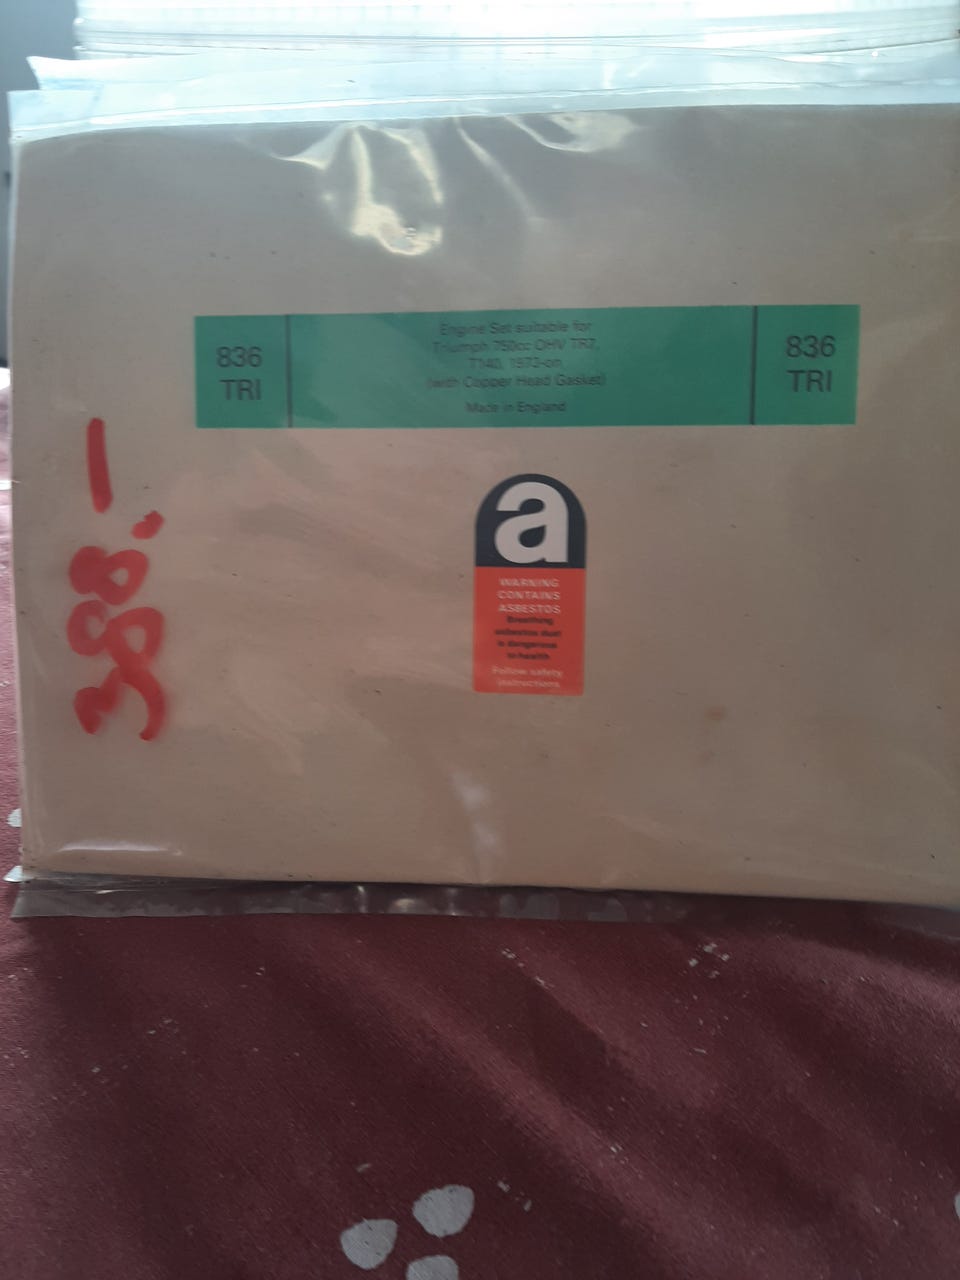 836
TRI
Engine Set suitable for
Triumph 750cc OHV TR7,
T140, 1973-on
(with Copper Head Gasket)
Made in England
836
TRI
388.-
a
WARNING
CONTAINS
ASBESTOS
Breathing
asbestos dust
is dangerous
to health
Follow safety
instructions